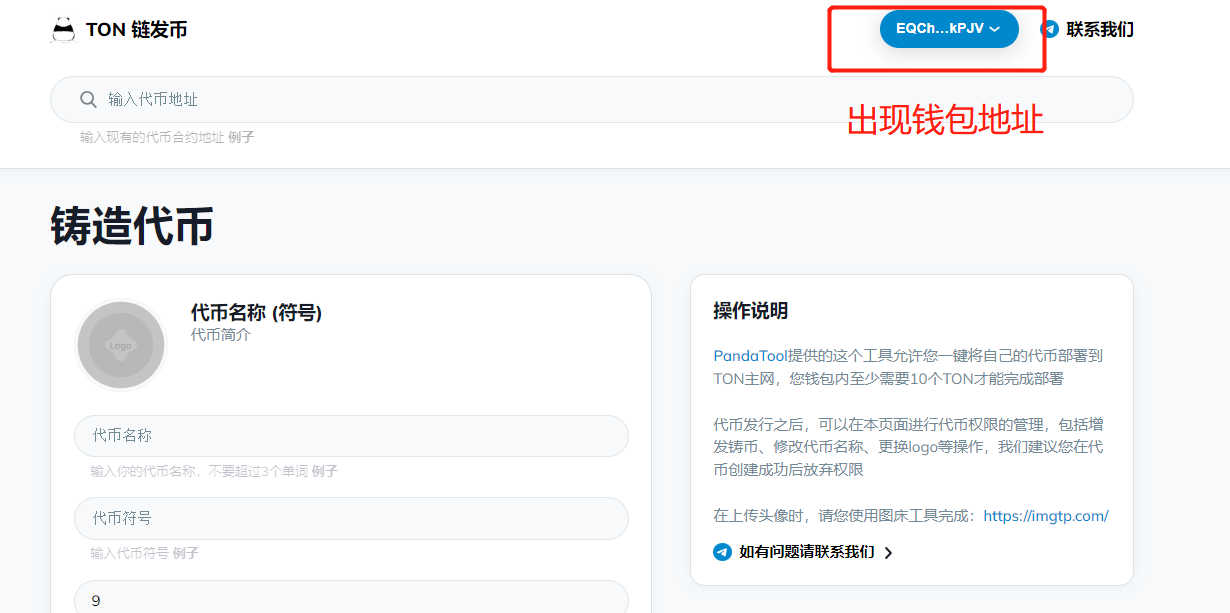 TON 链发币
EQCh...kPJV
联系我们
输入代币地址
输入现有的代币合约地址 例子
出现钱包地址
铸造代币
Logo
代币名称 (符号)
代币简介
代币名称
输入你的代币名称，不要超过3个单词 例子
代币符号
输入代币符号 例子
9
操作说明
PandaTool提供的这个工具允许您一键将自己的代币部署到
TON主网，您钱包内至少需要10个TON才能完成部署
代币发行之后，可以在本页面进行代币权限的管理，包括增
发铸币、修改代币名称、更换logo等操作，我们建议您在代
币创建成功后放弃权限
在上传头像时，请您使用图床工具完成：https://imgtp.com/
如有问题请联系我们